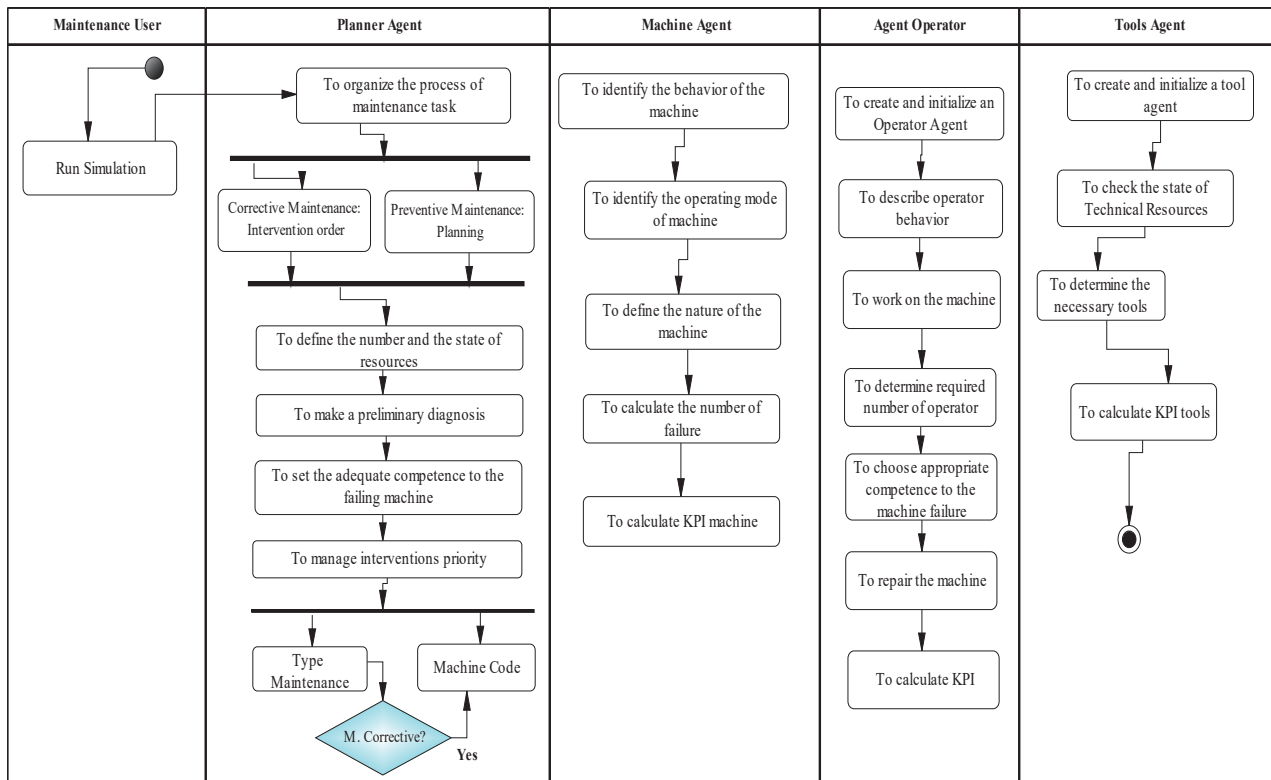 Maintenance User
Planner Agent
Machine Agent
Agent Operator
Tools Agent
Run Simulation
To organize the process of
maintenance task
Corrective Maintenance:
Intervention order
Preventive Maintenance:
Planning
To define the number and the state of
resources
To make a preliminary diagnosis
To set the adequate competence to the
failing machine
To manage interventions priority
Type
Maintenance
Machine Code
M. Corrective?
Yes
To identify the behavior of the
machine
To identify the operating mode
of machine
To define the nature of the
machine
To calculate the number of
failure
To calculate KPI machine
To create and initialize an
Operator Agent
To describe operator
behavior
To work on the machine
To determine required
number of operator
To choose appropriate
competence to the
machine failure
To repair the machine
To calculate KPI
To create and initialize a tool
agent
To check the state of
Technical Resources
To determine the
necessary tools
To calculate KPI tools